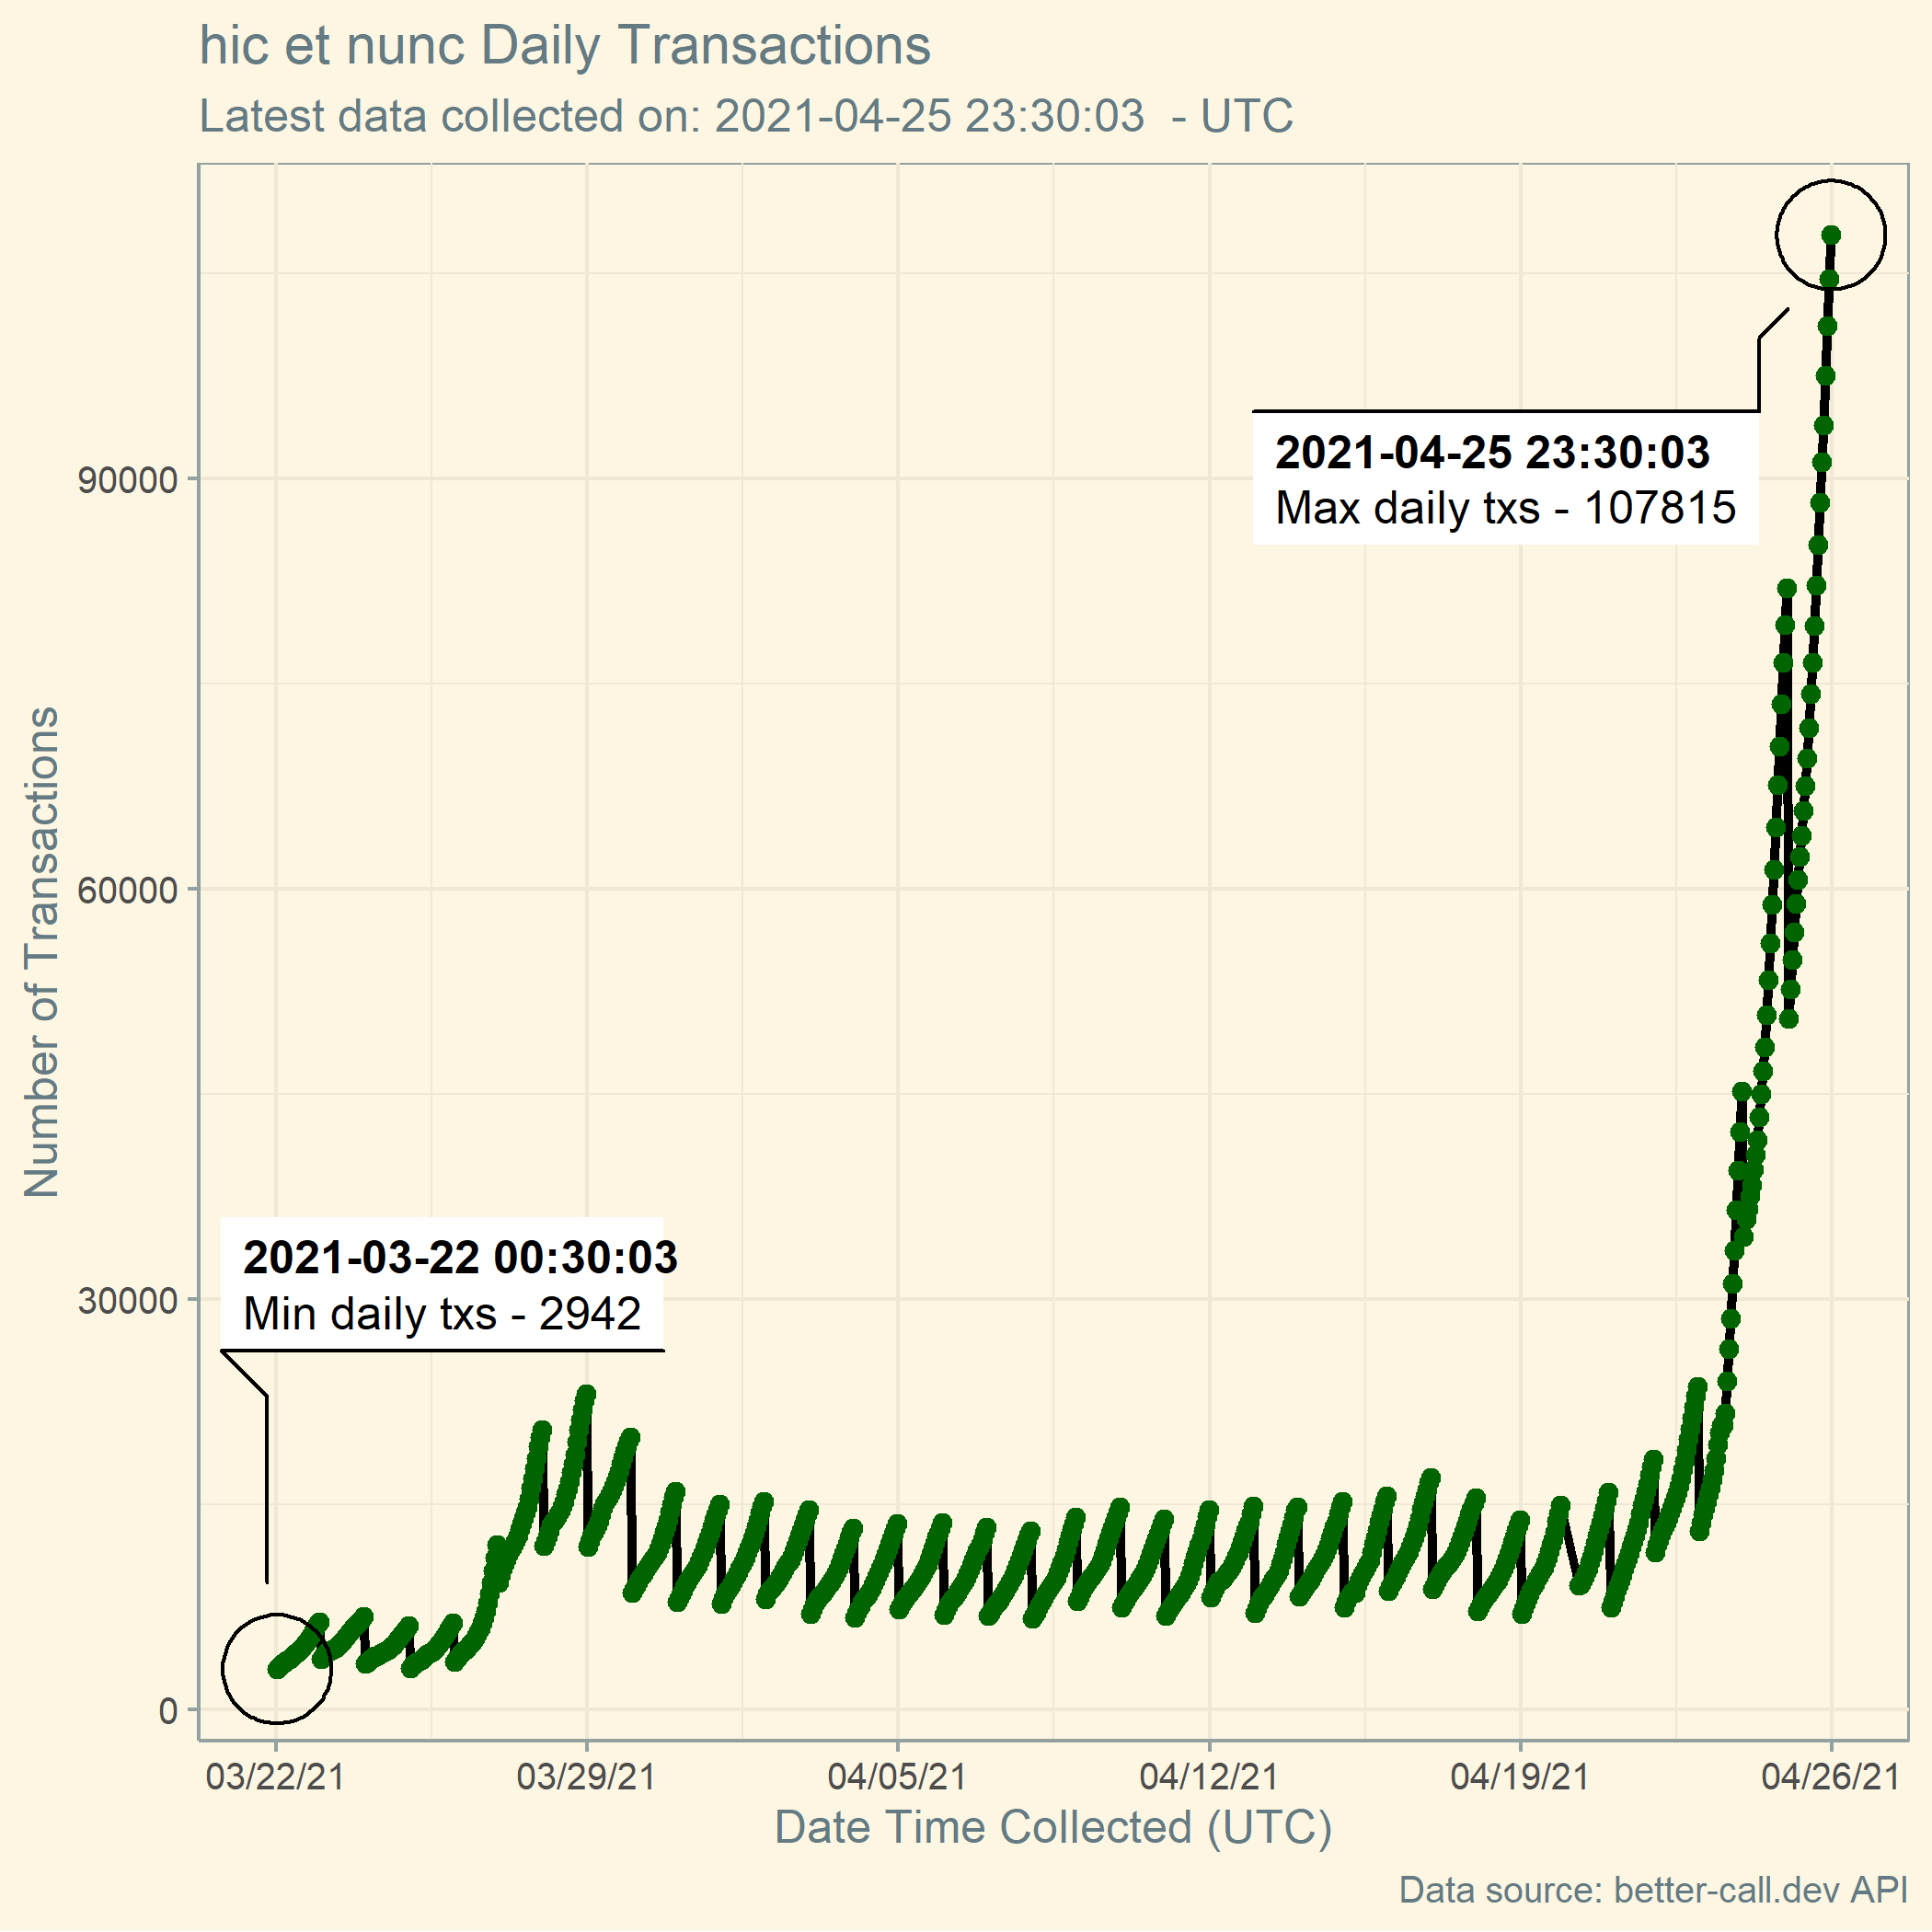 hic et nunc Daily Transactions
Latest data collected on: 2021-04-25 23:30:03  - UTC
Number of Transactions
90000
60000
30000
0
2021-04-25 23:30:03
Max daily txs - 107815
2021-03-22 00:30:03
Min daily txs - 2942
03/22/21 03/29/21 04/05/21 04/12/21 04/19/21 04/26/21
Date Time Collected (UTC)
Data source: better-call.dev API